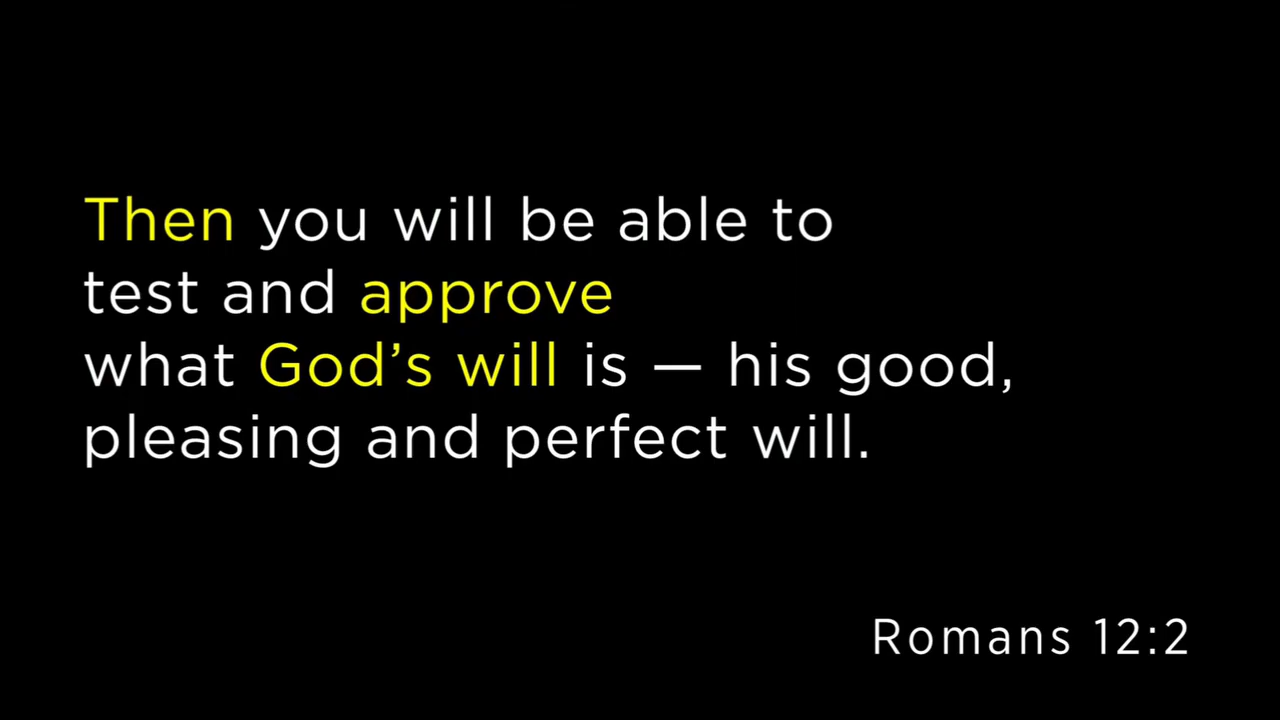 Then you will be able to
test and approve
what God’s will is — his good,
pleasing and perfect will.
Romans 12:2